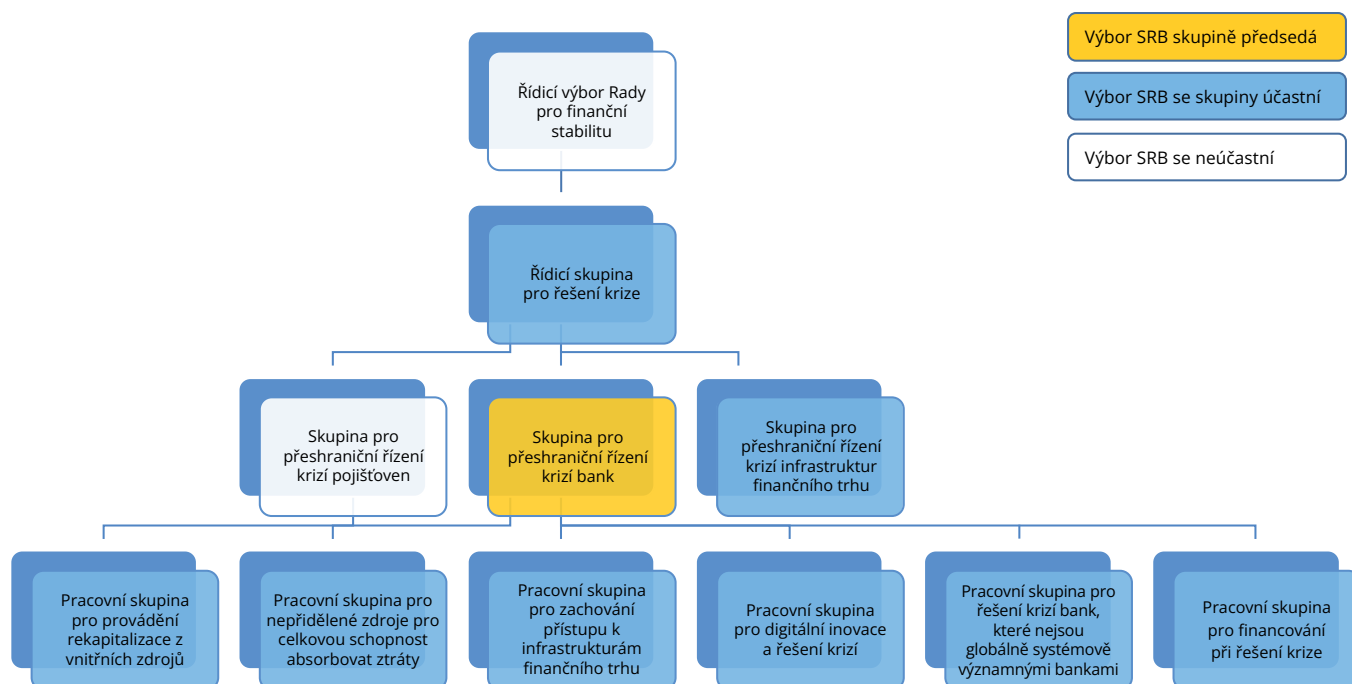 Výbor SRB skupině předsedá
Výbor SRB se skupiny účastní
Výbor SRB se neúčastní
Řídicí výbor Rady
pro finanční
stabilitu
Řídicí skupina
pro řešení krize
Skupina pro
přeshraniční řízení
krizí pojišťoven
Skupina pro
přeshraniční řízení
krizí bank
Skupina pro
přeshraniční řízení
krizí infrastruktur
finančního trhu
Pracovní skupina
pro provádění
rekapitalizace z
vnitřních zdrojů
Pracovní skupina pro
nepřidělené zdroje pro
celkovou schopnost
absorbovat ztráty
Pracovní skupina
pro zachování
přístupu k
infrastrukturám
finančního trhu
Pracovní skupina
pro digitální inovace
a řešení krizí
Pracovní skupina pro
řešení krizí bank,
které nejsou
globálně systémově
významnými bankami
Pracovní skupina
pro financování
při řešení krize